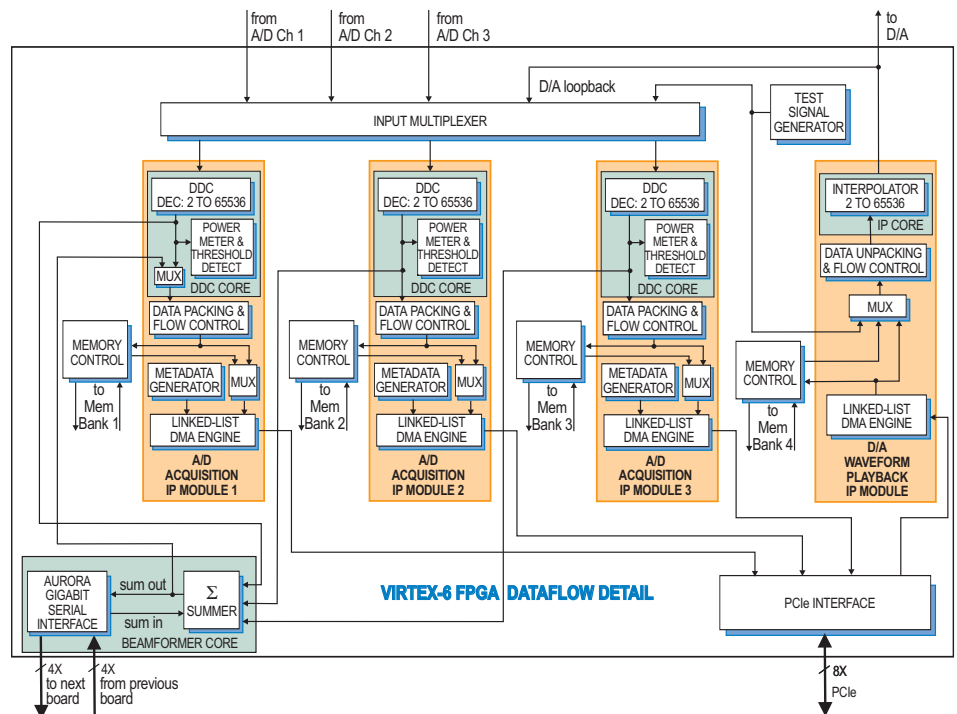 from
A/D Ch 1
from
A/D Ch 2
from
A/D Ch 3
to
D/A
D/A loopback
INPUT MULTIPLEXER
TEST
SIGNAL
GENERATOR
DDC
DEC: 2 TO 65536
POWER
METER &
THRESHOLD
DETECT
MUX
DDC CORE
DATA PACKING &
FLOW CONTROL
MEMORY
CONTROL
METADATA
GENERATOR
MUX
to
Mem
Bank 1
LINKED-LIST
DMA ENGINE
A/D
ACQUISITION
IP MODULE 1
DDC
DEC: 2 TO 65536
POWER
METER &
THRESHOLD
DETECT
DDC CORE
DATA PACKING &
FLOW CONTROL
MEMORY
CONTROL
METADATA
GENERATOR
MUX
to
Mem
Bank 2
LINKED-LIST
DMA ENGINE
A/D
ACQUISITION
IP MODULE 2
DDC
DEC: 2 TO 65536
POWER
METER &
THRESHOLD
DETECT
DDC CORE
DATA PACKING &
FLOW CONTROL
MEMORY
CONTROL
METADATA
GENERATOR
MUX
to
Mem
Bank 3
LINKED-LIST
DMA ENGINE
A/D
ACQUISITION
IP MODULE 3
INTERPOLATOR
2 TO 65536
IP CORE
DATA UNPACKING
& FLOW CONTROL
MUX
MEMORY
CONTROL
to
Mem
Bank 4
LINKED-LIST
DMA ENGINE
D/A
WAVEFORM
PLAYBACK
IP MODULE
AURORA
GIGABIT
SERIAL
INTERFACE
sum out
sum in
Σ
SUMMER
BEAMFORMER CORE
VIRTEX-6 FPGA DATAFLOW DETAIL
PCIe INTERFACE
4X
to next
board
4X
from previous
board
8X
PCIe